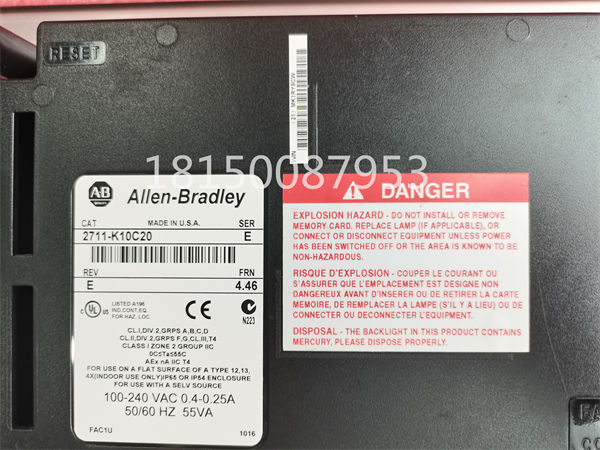 RESET
18150087953
AB
Allen-Bradley
CAT
MADE IN U.S.A.
SER
2711-K10C20
E
REV
FRN
E
4.46
UL
LISTED A196
IND.CONT.EQ.
FOR HAZ. LOC.
CE
N223
CL.I,DIV.2,GRPS A,B,C,D
CL.II,DIV.2,GRPS F,G,CL.III,T4
CLASS I ZONE 2 GROUP IIC
0C≤Ta≤55C
AEx nA IIC T4
FOR USE ON A FLAT SURFACE OF A TYPE 12,13,
4X(INDOOR USE ONLY)IP65 OR IP54 ENCLOSURE
FOR USE WITH A SELV SOURCE
100-240 VAC 0.4-0.25A
50/60 HZ 55VA
FAC1U
1016
DANGER
EXPLOSION HAZARD - DO NOT INSTALL OR REMOVE
MEMORY CARD, REPLACE LAMP (IF APPLICABLE), OR
CONNECT OR DISCONNECT EQUIPMENT UNLESS POWER
HAS BEEN SWITCHED OFF OR THE AREA IS KNOWN TO BE
NON-HAZARDOUS.
RISQUE D'EXPLOSION - COUPER LE COURANT OU
S'ASSURER QUE L'EMPLACEMENT EST DESIGNE NON
DANGEREUX AVANT D'INSTALLER OU DE RETIRER LA CARTE
MEMOIRE, DE REMPLACER LA LAMPE (S'IL Y A LIEU) OU DE
CONNECTER OU DECONNECTER L'EQUIPEMENT.
DISPOSAL - THE BACKLIGHT IN THIS PRODUCT CONTAINS
MERCURY, PLEASE DISPOSE PROPERLY.
FA